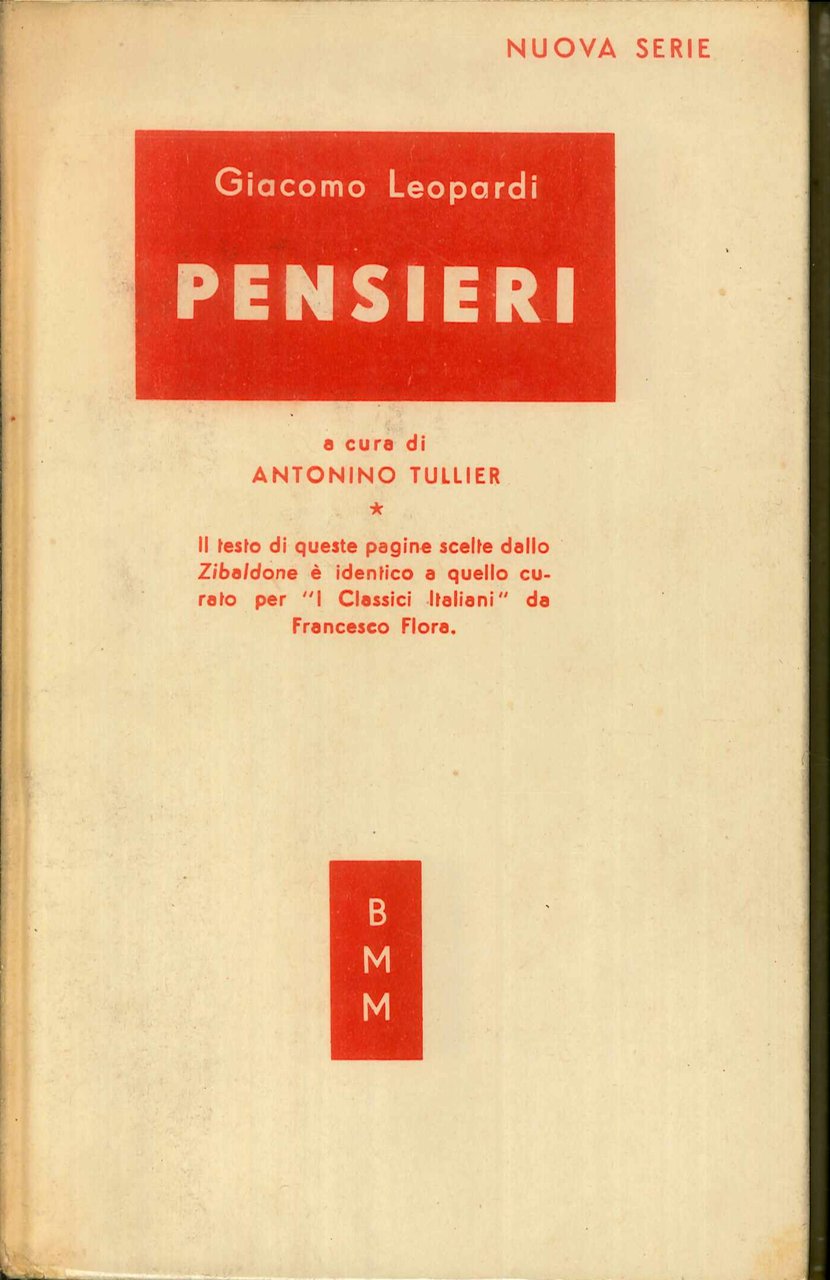 NUOVA SERIE
Giacomo Leopardi
PENSIERI
a cura di
ANTONINO TULLIER
*
Il testo di queste pagine scelte dallo
Zibaldone è identico a quello cu-
rato per "I Classici Italiani" da
Francesco Flora.
B
M
M